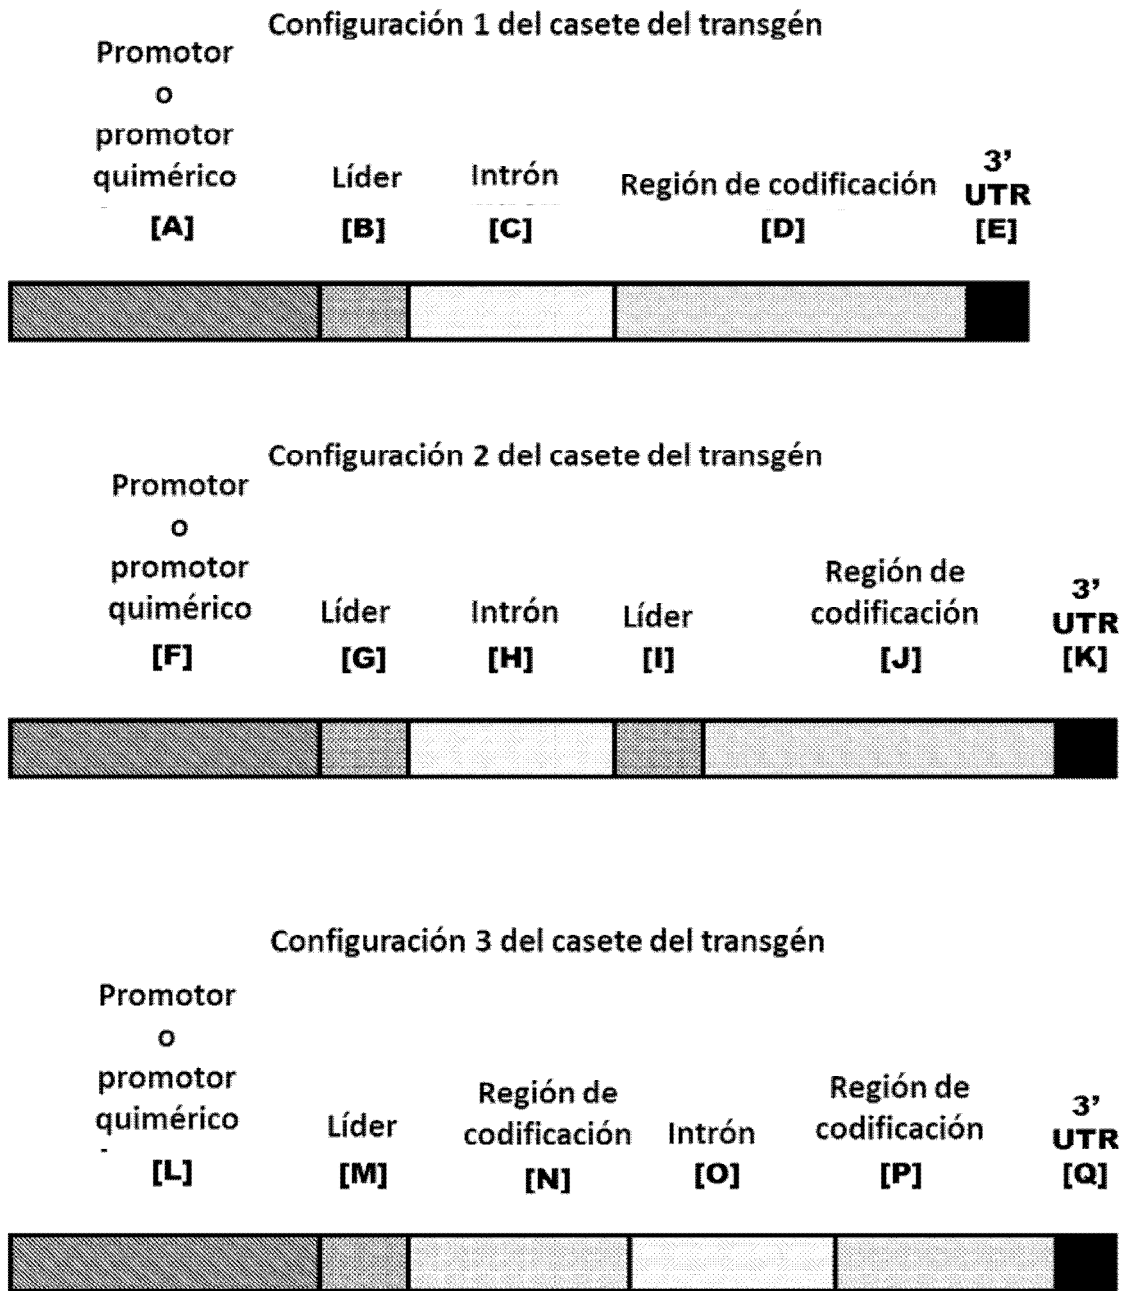 Configuración 1 del casete del transgén
Promotor
o
promotor
quimérico
[A]
Líder
[B]
Intrón
[C]
Región de codificación
[D]
3’
UTR
[E]
Configuración 2 del casete del transgén
Promotor
o
promotor
quimérico
[F]
Líder
[G]
Intrón
[H]
Líder
[I]
Región de
codificación
[J]
3’
UTR
[K]
Configuración 3 del casete del transgén
Promotor
o
promotor
quimérico
[L]
Líder
[M]
Región de
codificación
[N]
Intrón
[O]
Región de
codificación
[P]
3’
UTR
[Q]